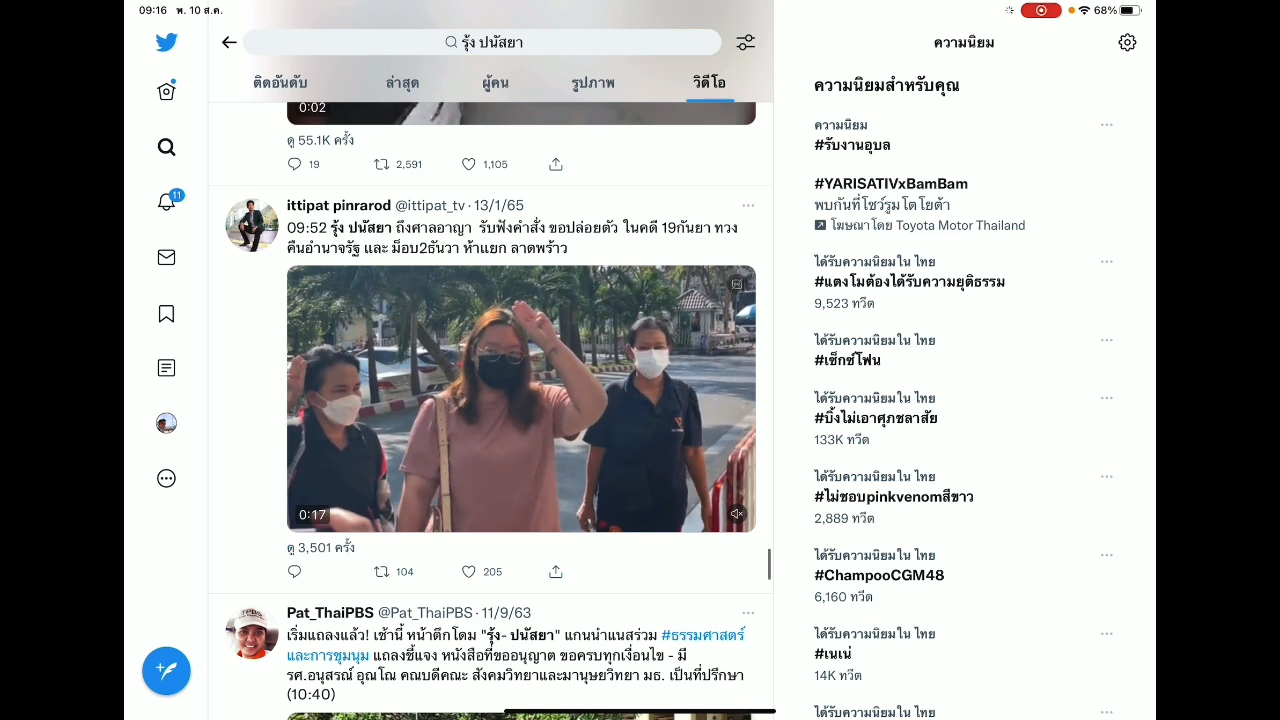 09:16 พ. 10 ส.ค.
68%
รุ้ง ปนัสยา
ติดอันดับ ล่าสุด ผู้คน รูปภาพ วิดีโอ
0:02
ดู 55.1K ครั้ง
19 2,591 1,105
ittipat pinrarod @ittipat_tv · 13/1/65
09:52 รุ้ง ปนัสยา ถึงศาลอาญา รับฟังคำสั่ง ขอปล่อยตัว ในคดี 19กันยา ทวง
คืนอำนาจรัฐ และ ม็อบ2ธันวา ห้าแยก ลาดพร้าว
0:17
ดู 3,501 ครั้ง
104 205
Pat_ThaiPBS @Pat_ThaiPBS · 11/9/63
เริ่มแถลงแล้ว! เช้านี้ หน้าตึกโดม "รุ้ง- ปนัสยา" แกนนำแนสร่วม #ธรรมศาสตร์
และการชุมนุม แถลงชี้แจง หนังสือที่ขออนุญาต ขอครบทุกเงื่อนไข - มี
รศ.อนุสรณ์ อุณโณ คณบดีคณะ สังคมวิทยาและมานุษยวิทยา มธ. เป็นที่ปรึกษา
(10:40)
11
ความนิยม
ความนิยมสำหรับคุณ
ความนิยม
#รับงานอุบล
#YARISATIVxBamBam
พบกันที่โชว์รูมโตโยต้า
โฆษณาโดย Toyota Motor Thailand
ได้รับความนิยมใน ไทย
#แตงโมต้องได้รับความยุติธรรม
9,523 ทวีต
ได้รับความนิยมใน ไทย
#เซ็กซ์โฟน
ได้รับความนิยมใน ไทย
#บิ้งไม่เอาศุภชลาสัย
133K ทวีต
ได้รับความนิยมใน ไทย
#ไม่ชอบpinkvenomสีขาว
2,889 ทวีต
ได้รับความนิยมใน ไทย
#ChampooCGM48
6,160 ทวีต
ได้รับความนิยมใน ไทย
#เนเน่
14K ทวีต
ได้รับความนิยมใน ไทย